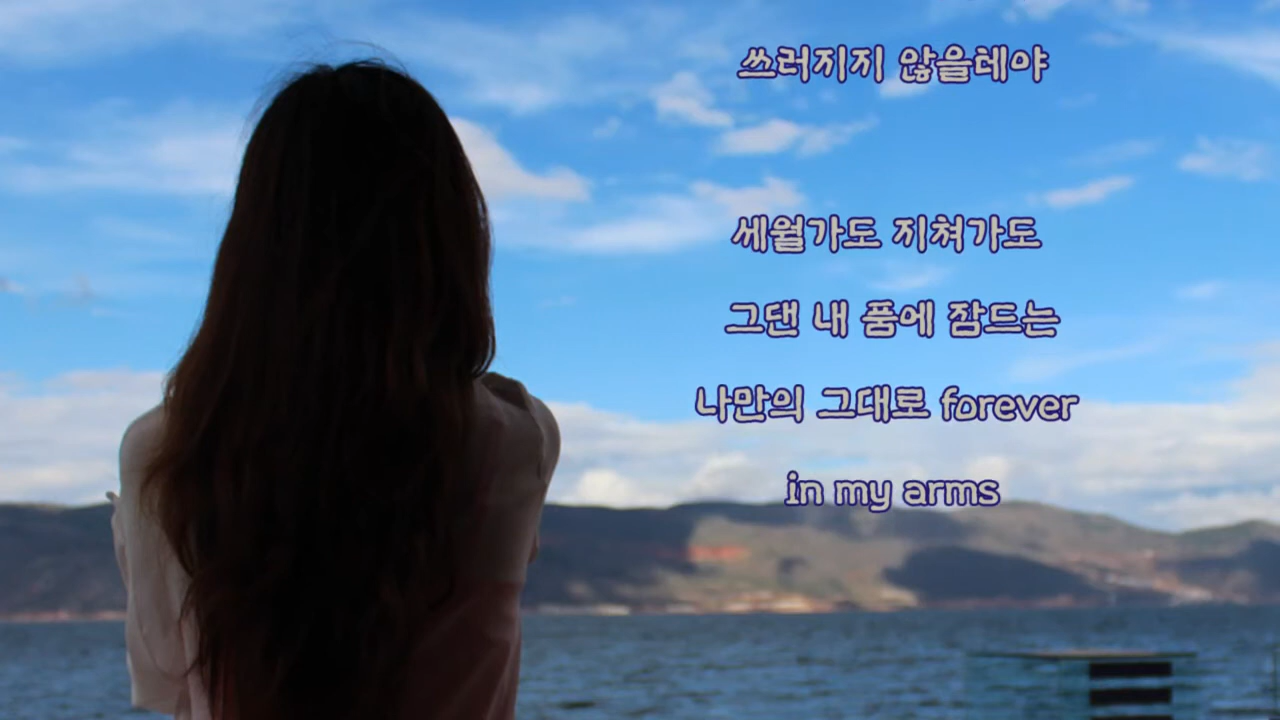 쓰러지지 않을테야
세월가도 지쳐가도
그댄 내 품에 잠드는
나만의 그대로 forever
in my arms